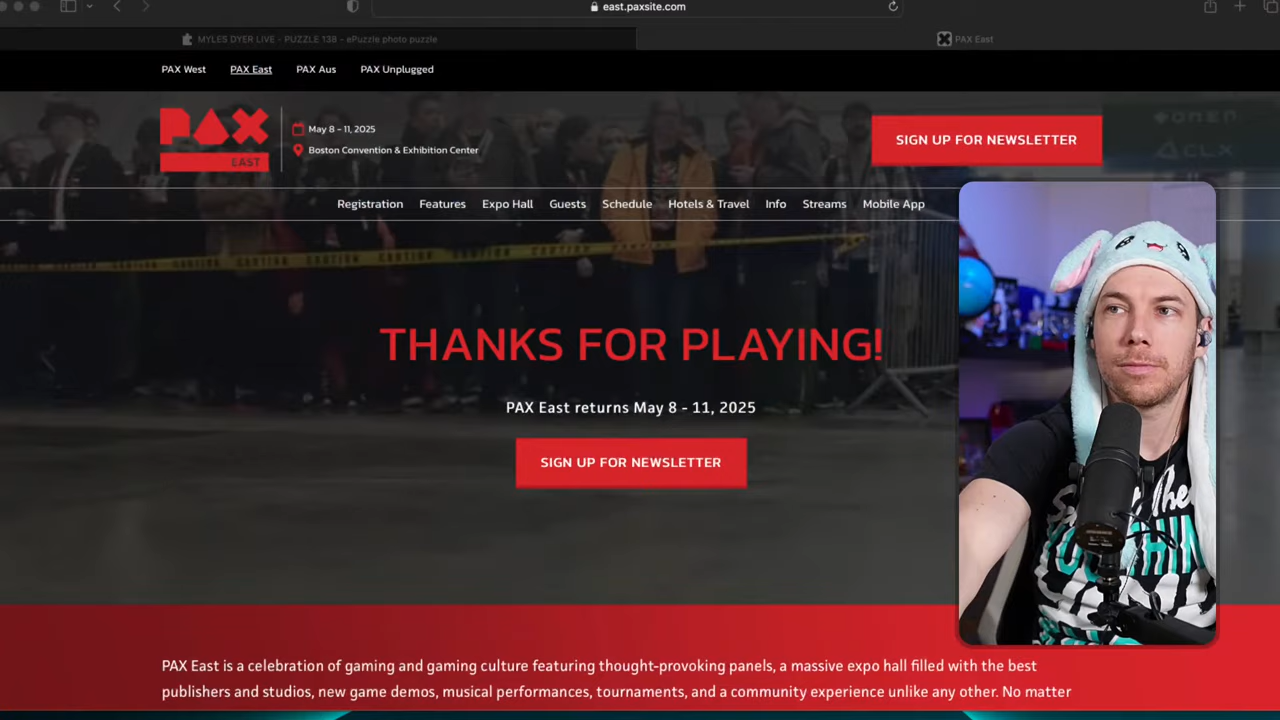 east.paxsite.com
MYLES DYER LIVE - PUZZLE 138 - ePuzzle photo puzzle
PAX East
PAX West
PAX East
PAX Aus
PAX Unplugged
PAX
EAST
May 8 - 11, 2025
Boston Convention & Exhibition Center
SIGN UP FOR NEWSLETTER
OMEN
CLX
Registration
Features
Expo Hall
Guests
Schedule
Hotels & Travel
Info
Streams
Mobile App
CAUTION CAUTION CAUTION
THANKS FOR PLAYING!
PAX East returns May 8 - 11, 2025
SIGN UP FOR NEWSLETTER
PAX East is a celebration of gaming and gaming culture featuring thought-provoking panels, a massive expo hall filled with the best
publishers and studios, new game demos, musical performances, tournaments, and a community experience unlike any other. No matter